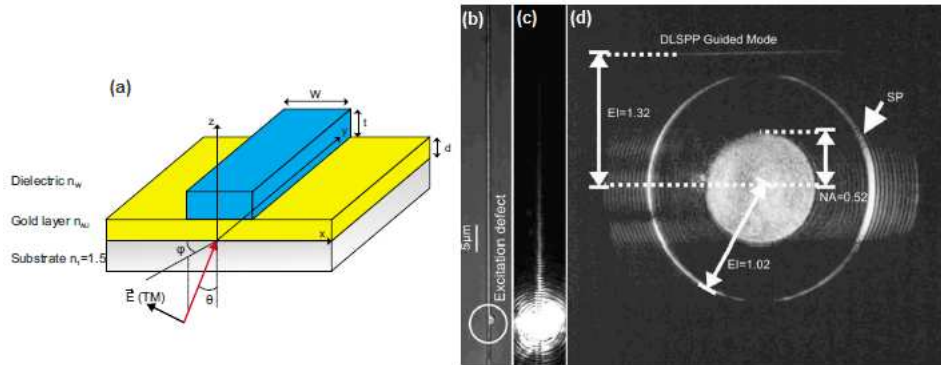 (a)
W
z
t
y
d
Dielectric n_w
Gold layer n_Au
x
φ
Substrate n_r=1.5
E (TM)
θ
(b)
5μm
Excitation defect
(c)
(d)
DLSPP Guided Mode
SP
EI=1.32
NA=0.52
EI=1.02